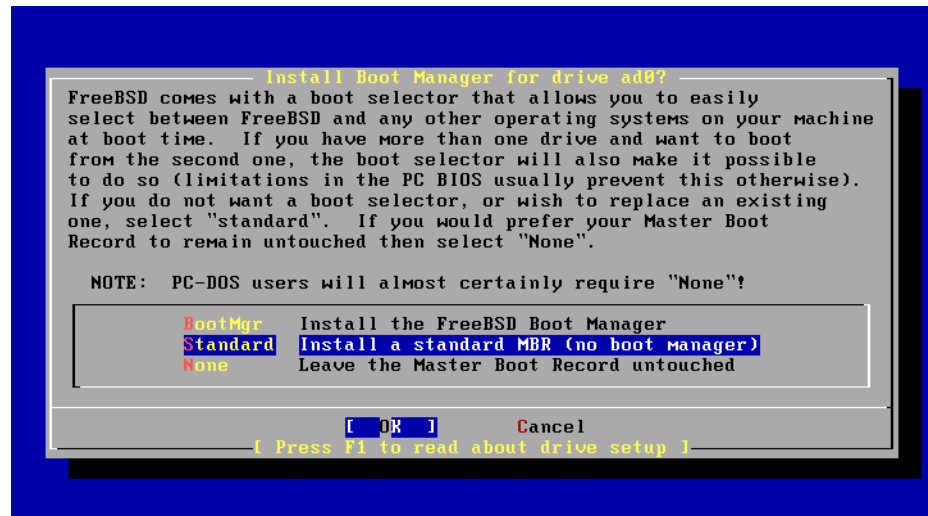 Install Boot Manager for drive ad0?
FreeBSD comes with a boot selector that allows you to easily
select between FreeBSD and any other operating systems on your machine
at boot time.  If you have more than one drive and want to boot
from the second one, the boot selector will also make it possible
to do so (limitations in the PC BIOS usually prevent this otherwise).
If you do not want a boot selector, or wish to replace an existing
one, select "standard".  If you would prefer your Master Boot
Record to remain untouched then select "None".
NOTE:  PC-DOS users will almost certainly require "None"!
BootMgr   Install the FreeBSD Boot Manager
Standard  Install a standard MBR (no boot manager)
None      Leave the Master Boot Record untouched
[  OK  ]       Cancel
[ Press F1 to read about drive setup ]